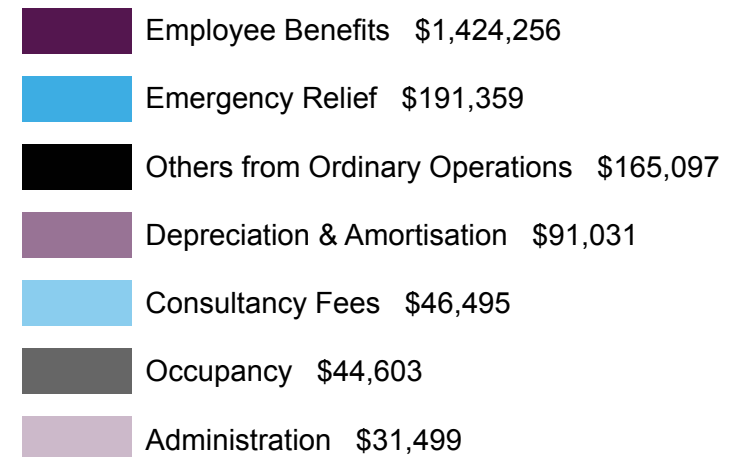 Employee Benefits $1,424,256
Emergency Relief $191,359
Others from Ordinary Operations $165,097
Depreciation & Amortisation $91,031
Consultancy Fees $46,495
Occupancy $44,603
Administration $31,499